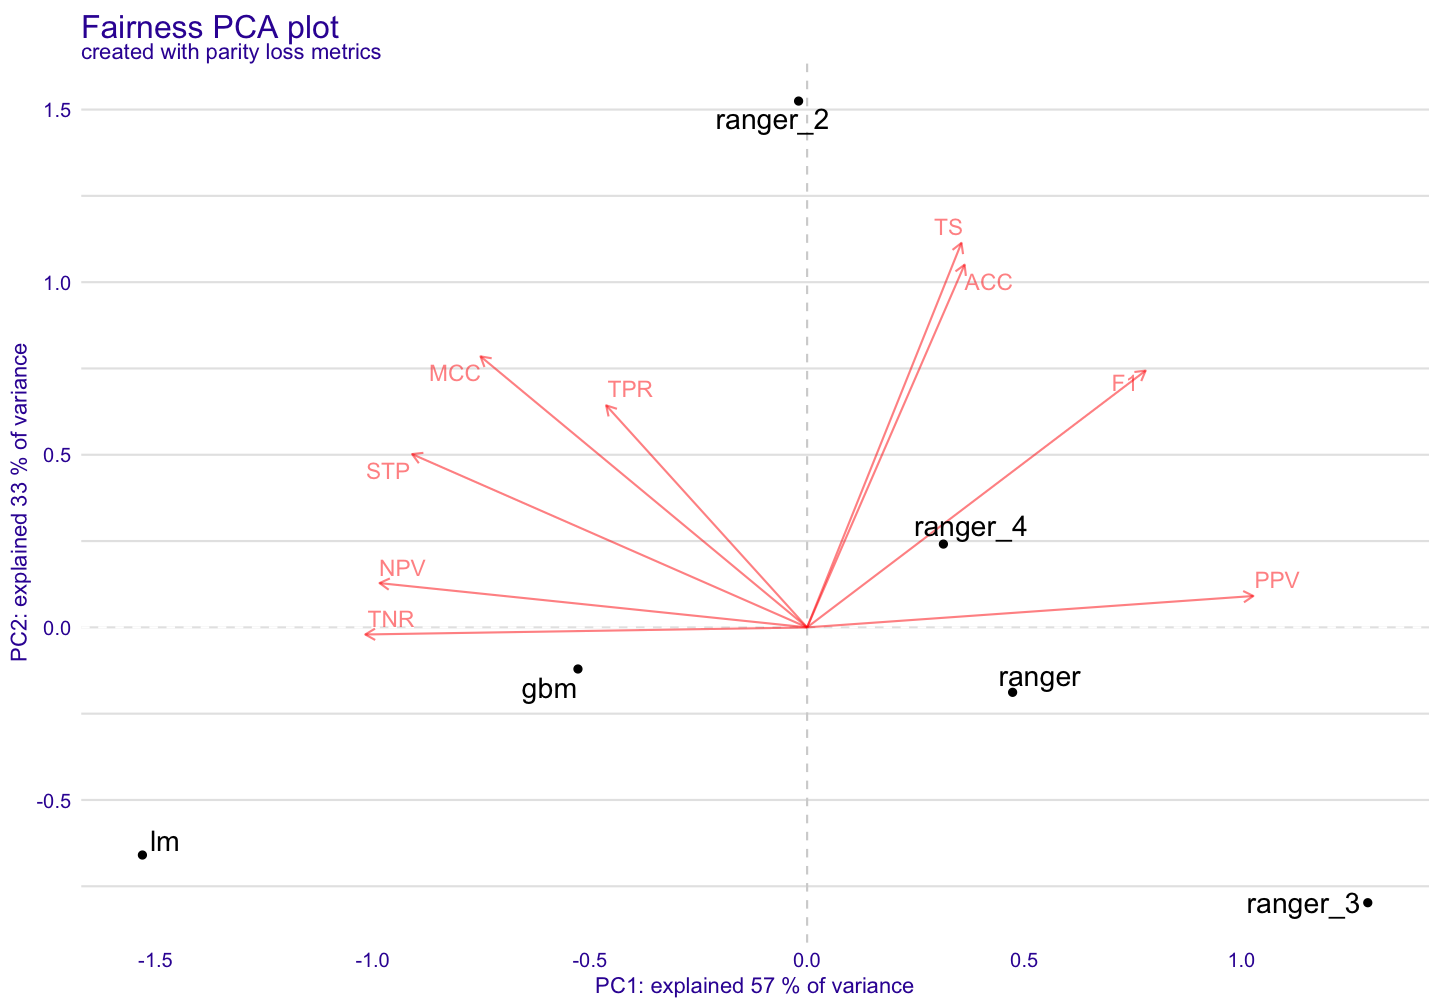 Fairness PCA plot
created with parity loss metrics
1.5
ranger_2
TS
1.0
ACC
MCC
TPR
F1
STP
0.5
ranger_4
NPV
PPV
TNR
0.0
gbm
ranger
-0.5
lm
ranger_3
-1.5
-1.0
-0.5
0.0
0.5
1.0
PC1: explained 57 % of variance
PC2: explained 33 % of variance